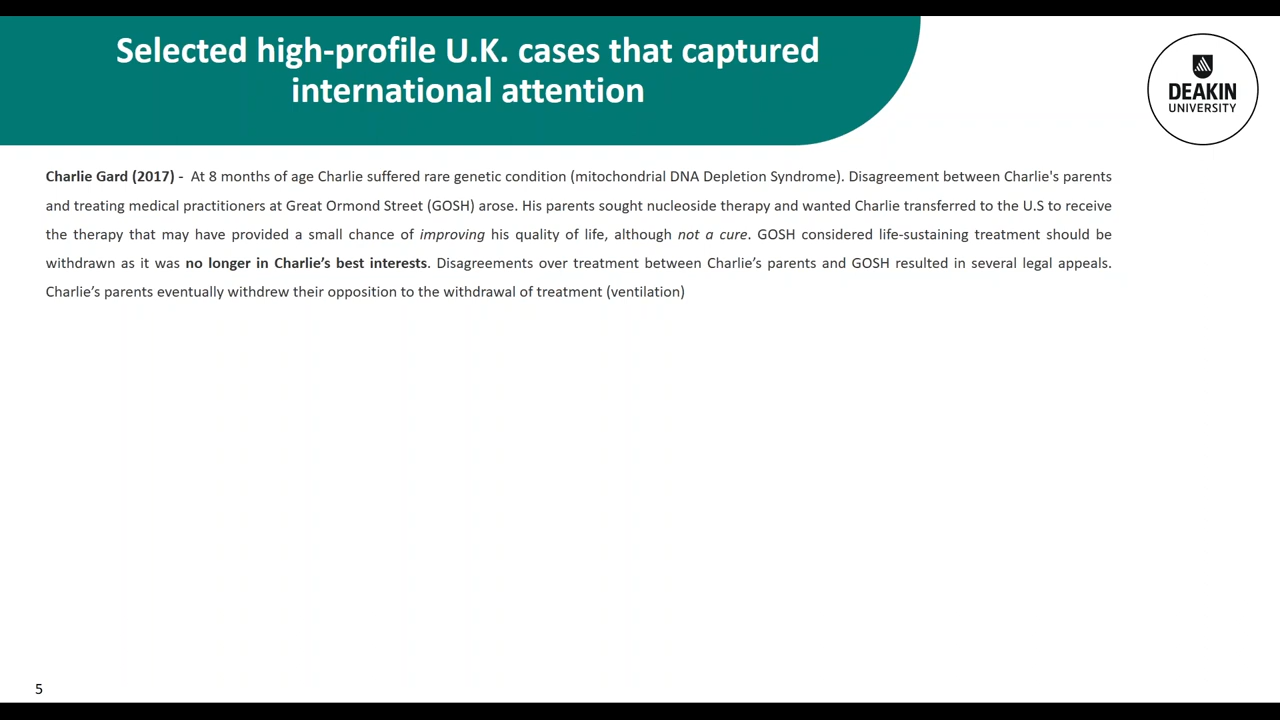 Selected high-profile U.K. cases that captured
international attention
DEAKIN
UNIVERSITY
Charlie Gard (2017) - At 8 months of age Charlie suffered rare genetic condition (mitochondrial DNA Depletion Syndrome). Disagreement between Charlie's parents
and treating medical practitioners at Great Ormond Street (GOSH) arose. His parents sought nucleoside therapy and wanted Charlie transferred to the U.S to receive
the therapy that may have provided a small chance of improving his quality of life, although not a cure. GOSH considered life-sustaining treatment should be
withdrawn as it was no longer in Charlie’s best interests. Disagreements over treatment between Charlie’s parents and GOSH resulted in several legal appeals.
Charlie’s parents eventually withdrew their opposition to the withdrawal of treatment (ventilation)
5